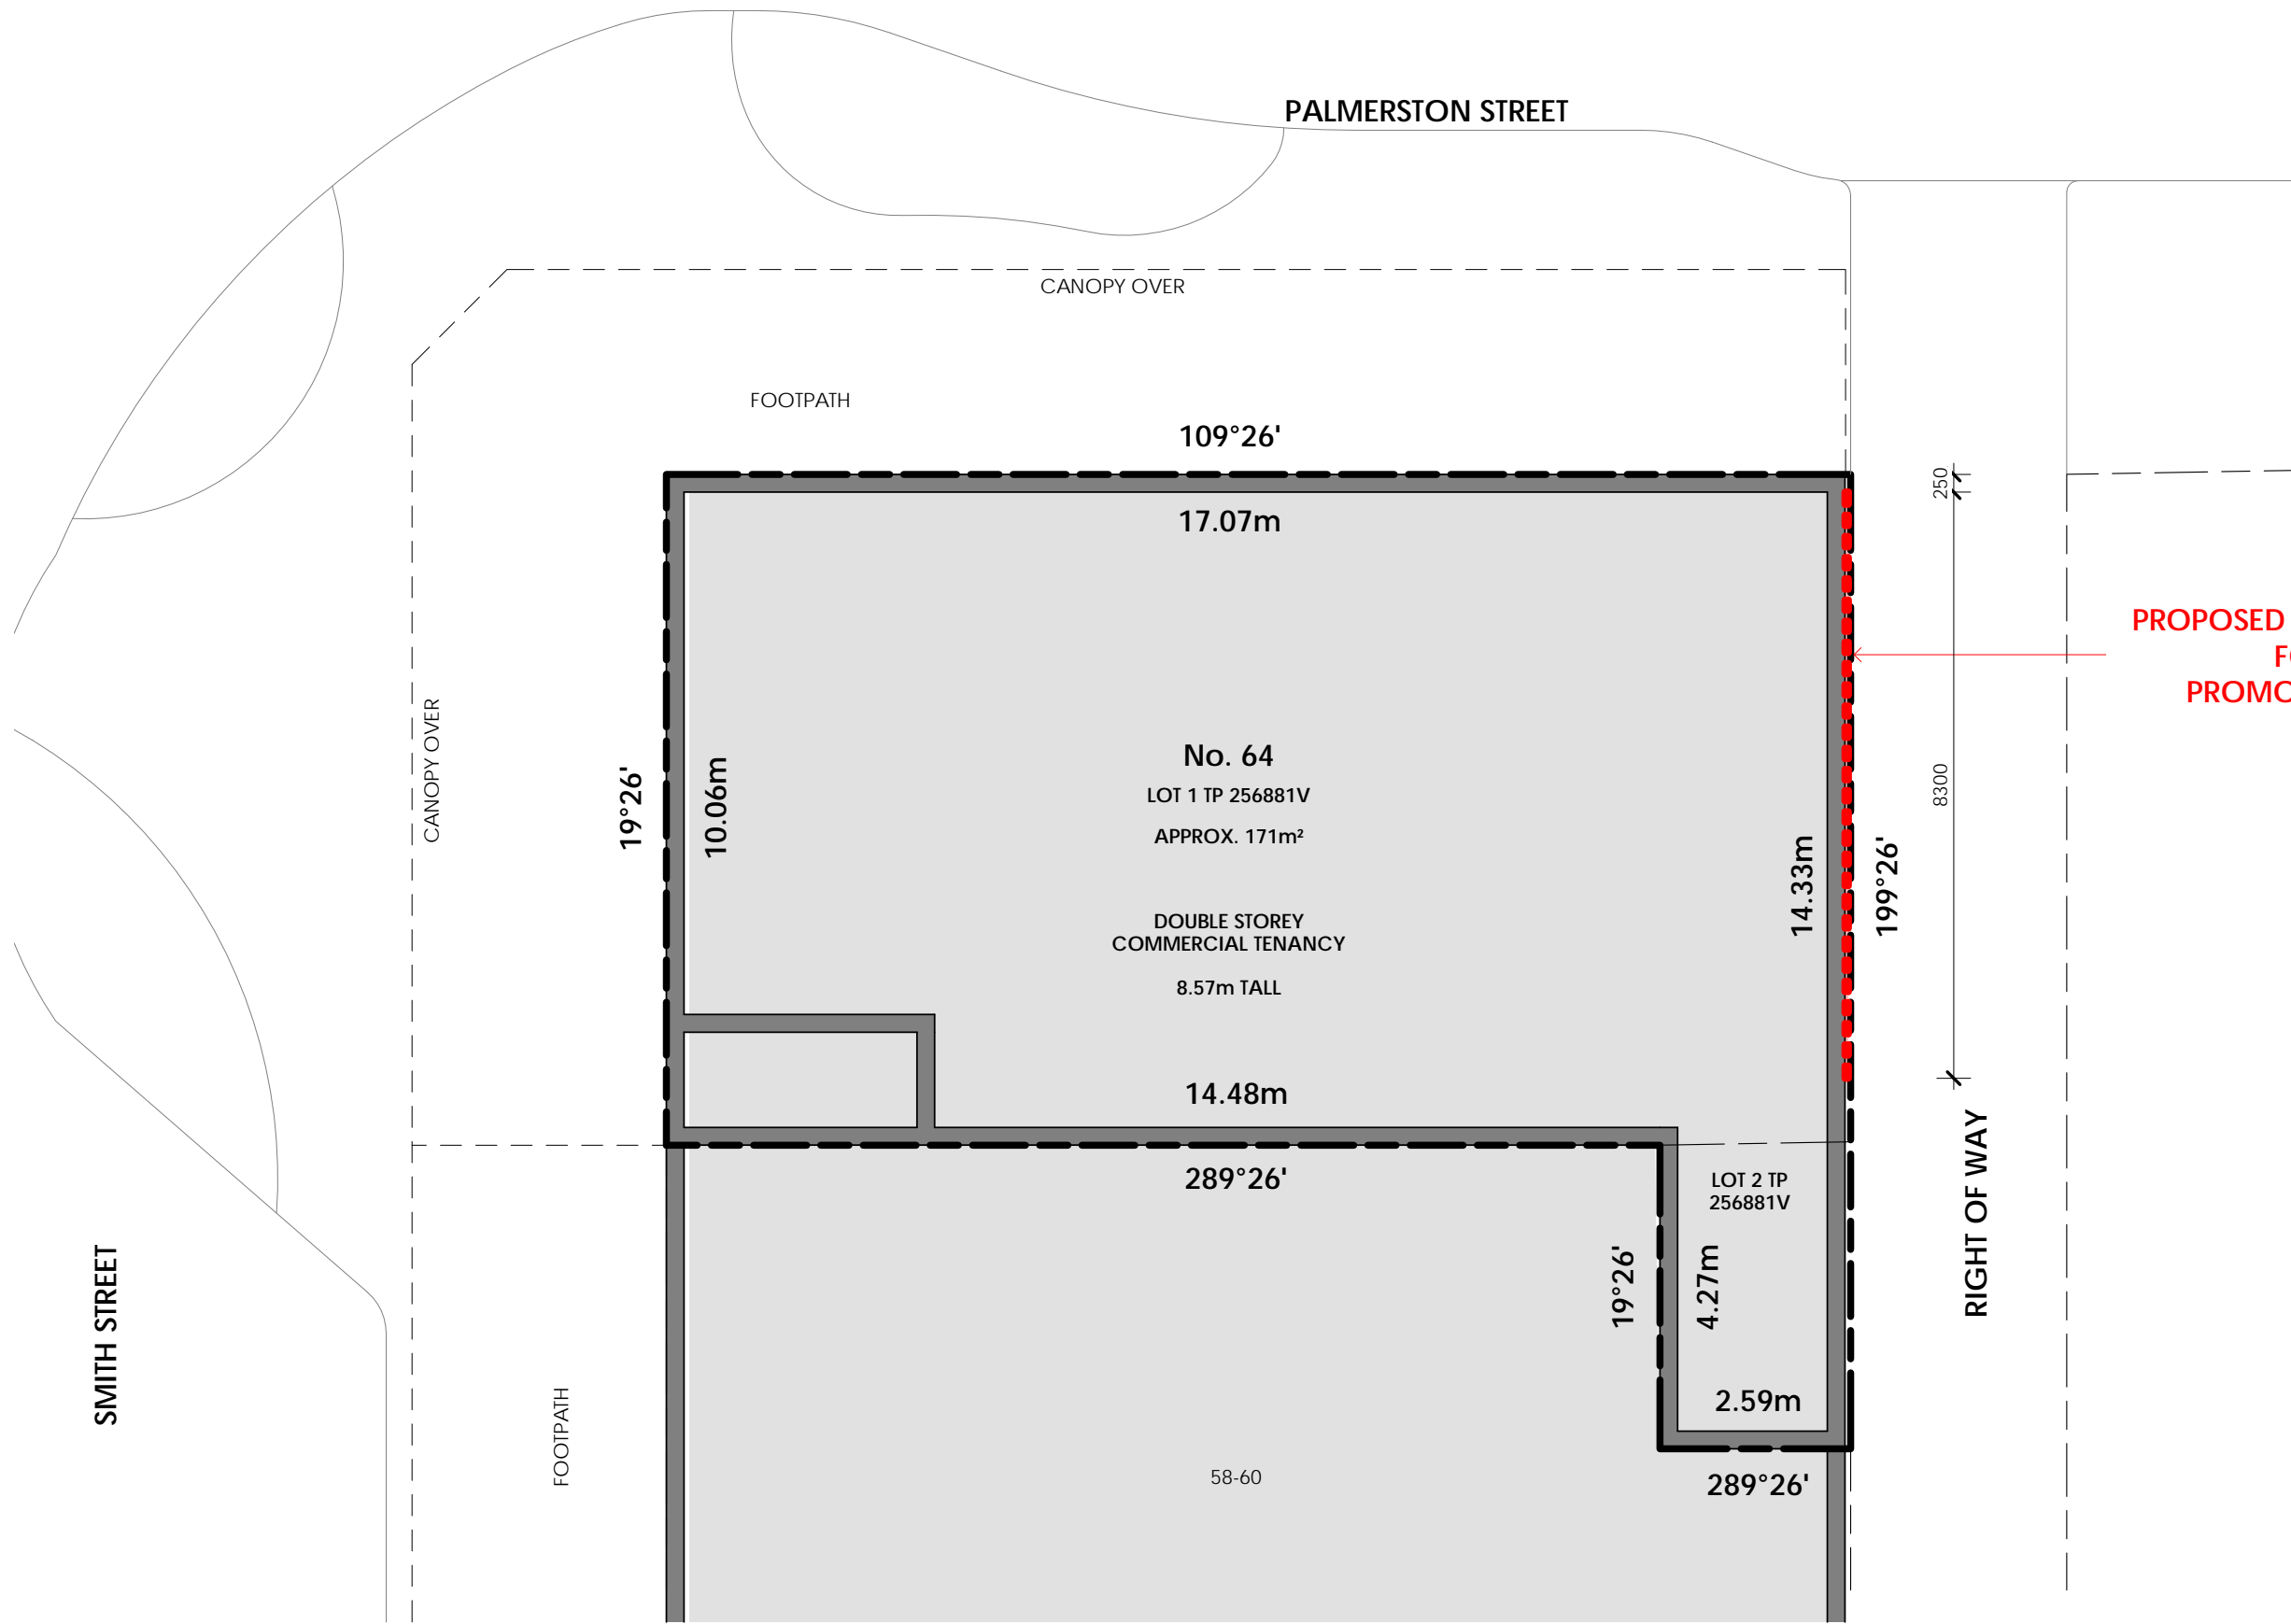 PALMERSTON STREET
CANOPY OVER
FOOTPATH
109°26'
250
17.07m
PROPOSED
PROMO
CANOPY OVER
19°26'
10.06m
No. 64
LOT 1 TP 256881V
APPROX. 171m²
8300
14.33m
199°26'
DOUBLE STOREY
COMMERCIAL TENANCY
8.57m TALL
14.48m
289°26'
LOT 2 TP
256881V
RIGHT OF WAY
SMITH STREET
19°26'
4.27m
2.59m
FOOTPATH
58-60
289°26'